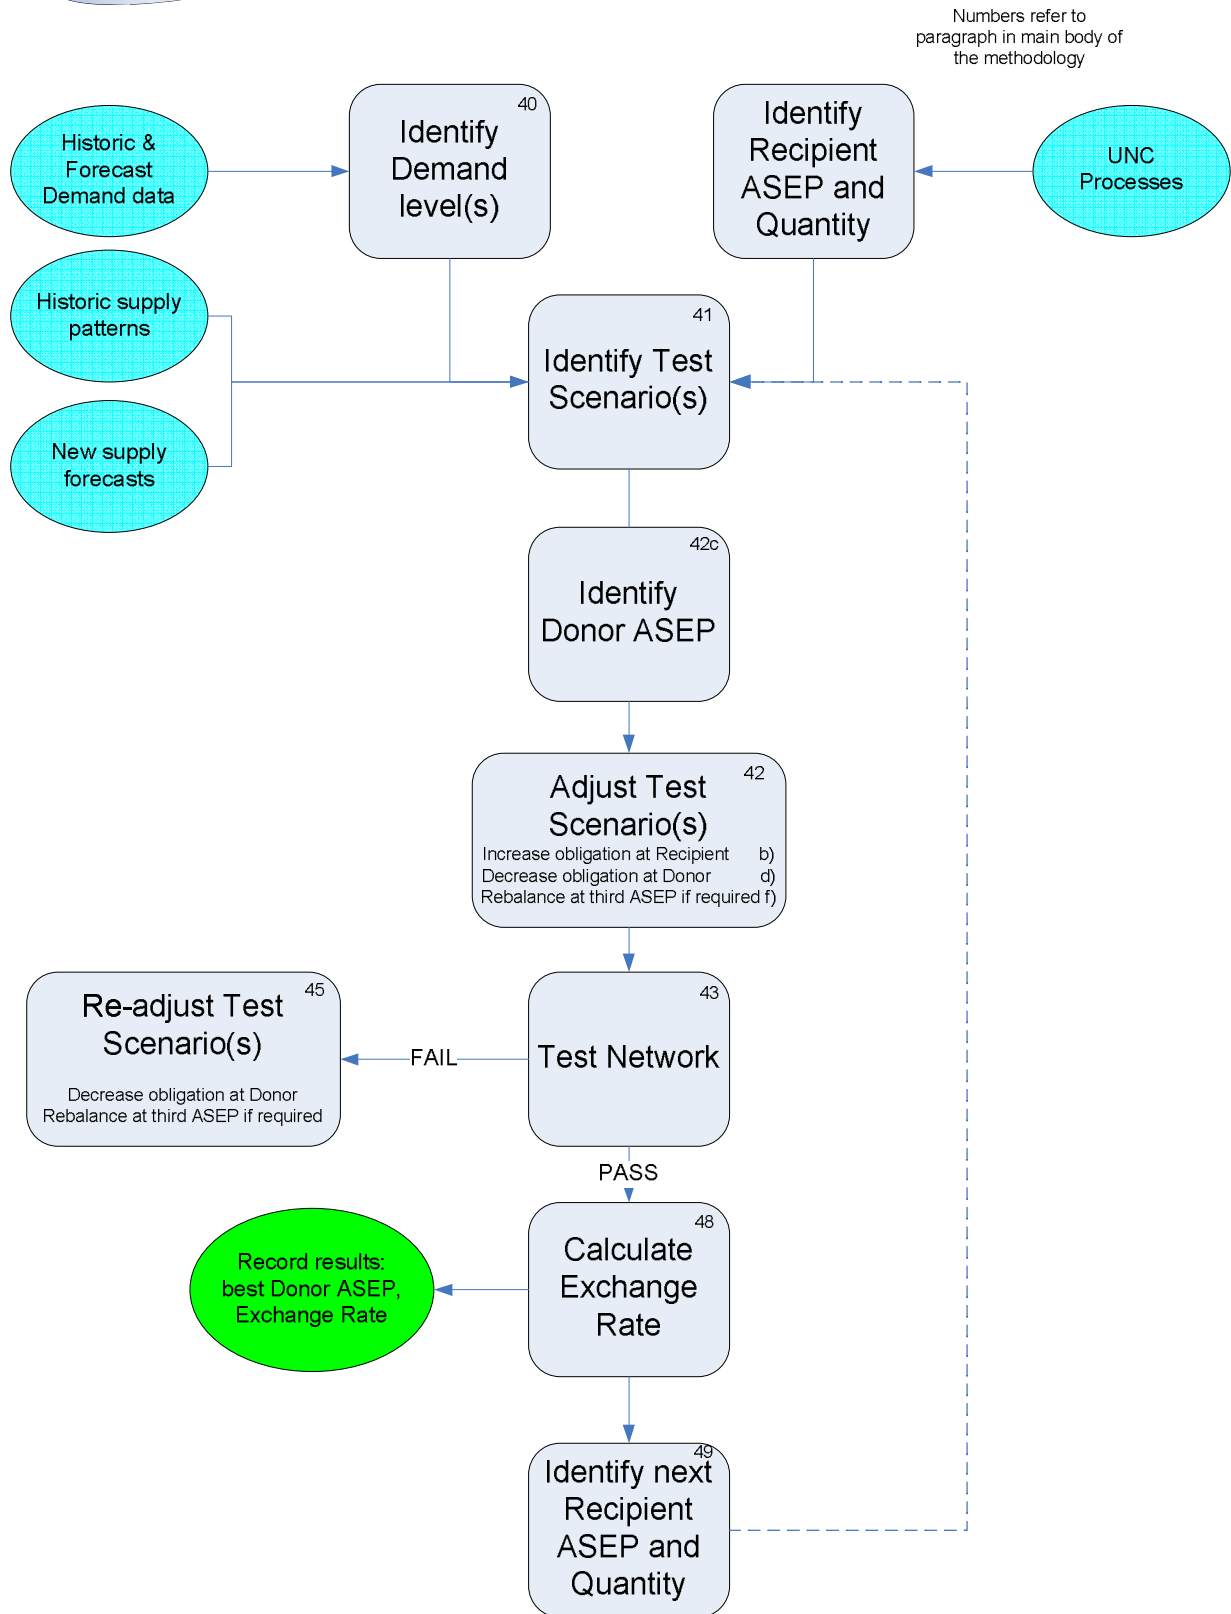 Numbers refer to
paragraph in main body of
the methodology
40
Identify
Demand
level(s)
Identify
Recipient
ASEP and
Quantity
Historic &
Forecast
Demand data
UNC
Processes
Historic supply
patterns
41
Identify Test
Scenario(s)
New supply
forecasts
42c
Identify
Donor ASEP
42
Adjust Test
Scenario(s)
Increase obligation at Recipient b)
Decrease obligation at Donor d)
Rebalance at third ASEP if required f)
45
Re-adjust Test
Scenario(s)
Decrease obligation at Donor
Rebalance at third ASEP if required
FAIL
43
Test Network
PASS
48
Calculate
Exchange
Rate
Record results:
best Donor ASEP,
Exchange Rate
49
Identify next
Recipient
ASEP and
Quantity